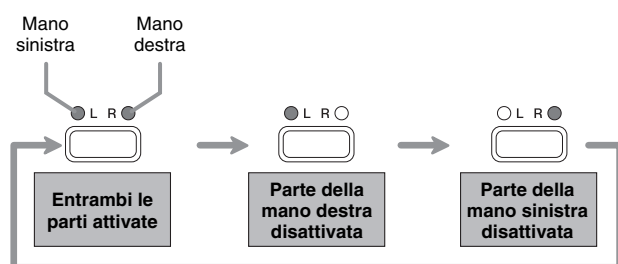 Mano
sinistra
Mano
destra
L R
L R
L R
Entrambi le
parti attivate
Parte della
mano destra
disattivata
Parte della
mano sinistra
disattivata